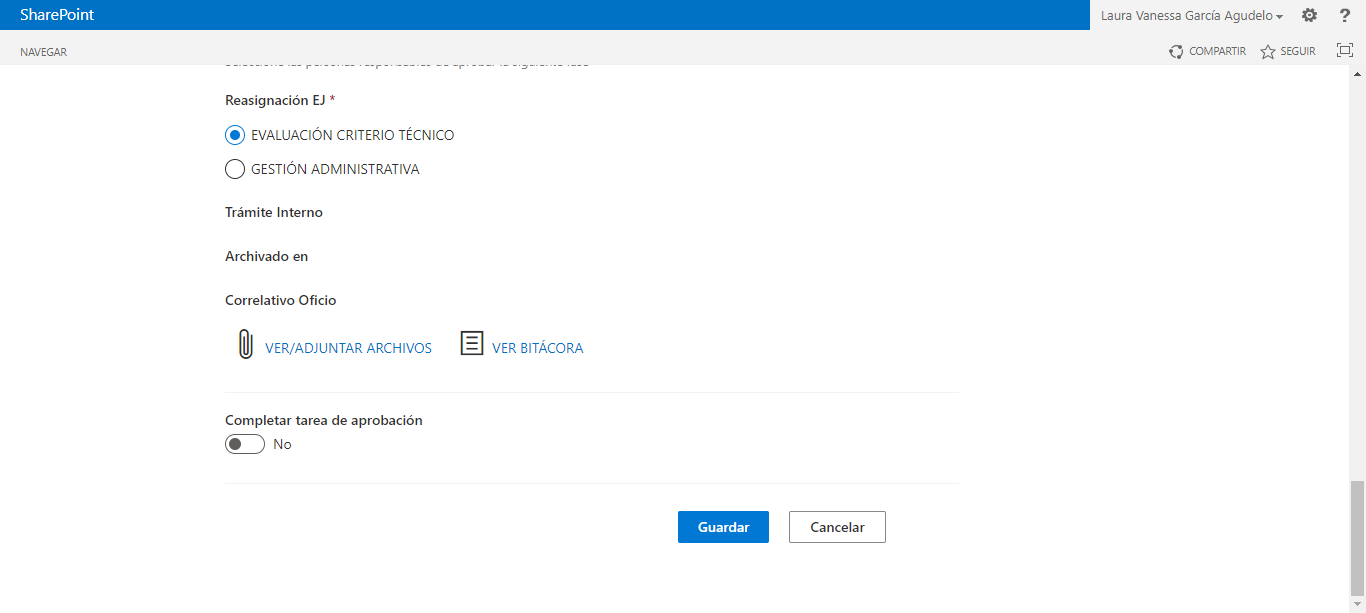 SharePoint
Laura Vanessa García Agudelo
?
NAVEGAR
COMPARTIR
SEGUIR
Reasignación EJ *
EVALUACIÓN CRITERIO TÉCNICO
GESTIÓN ADMINISTRATIVA
Trámite Interno
Archivado en
Correlativo Oficio
VER/ADJUNTAR ARCHIVOS
VER BITÁCORA
Completar tarea de aprobación
No
Guardar
Cancelar